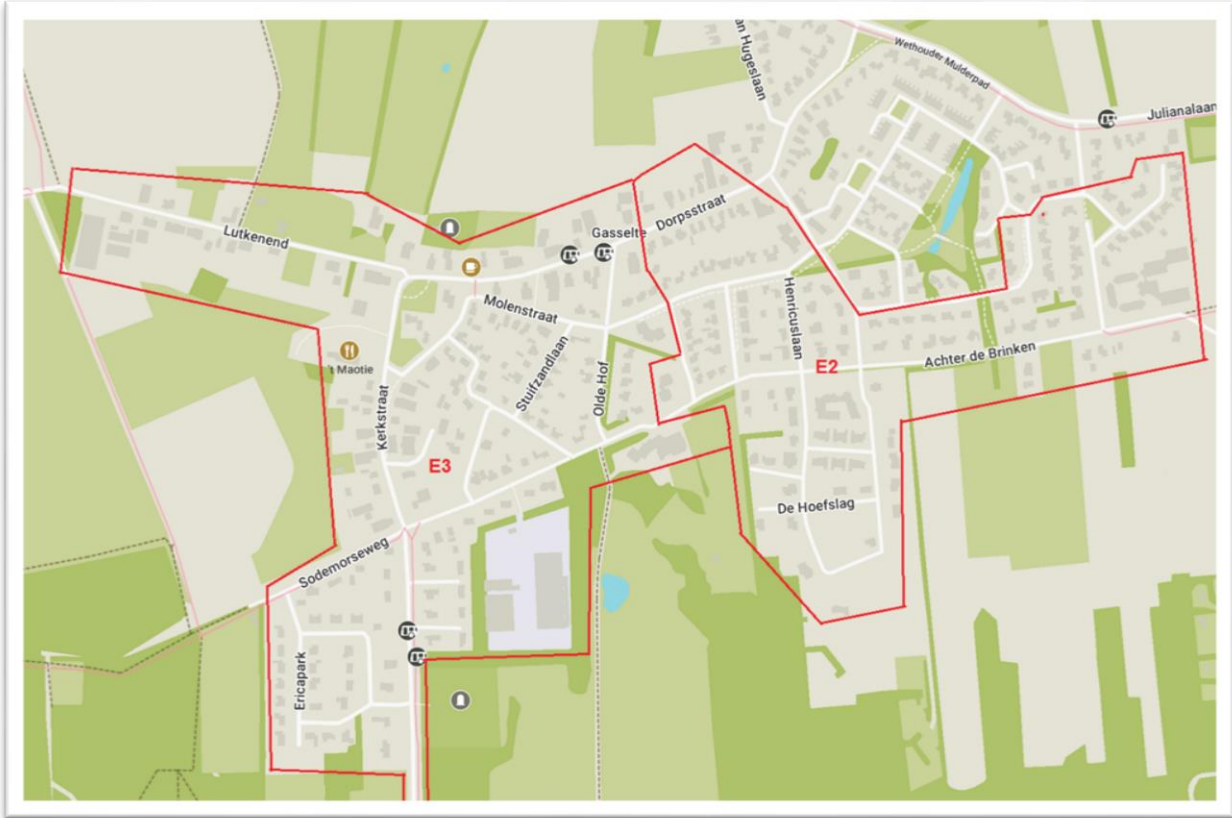 an Hugeslaan
Wethouder Mulderpad
Julianalaan
Lutkenend
Gasselte
Dorpsstraat
Molenstraat
Henricuslaan
't Maotie
Stuifzandlaan
Olde Hof
E2
Achter de Brinken
Kerkstraat
E3
De Hoefslag
Sodemorseweg
Ericapark